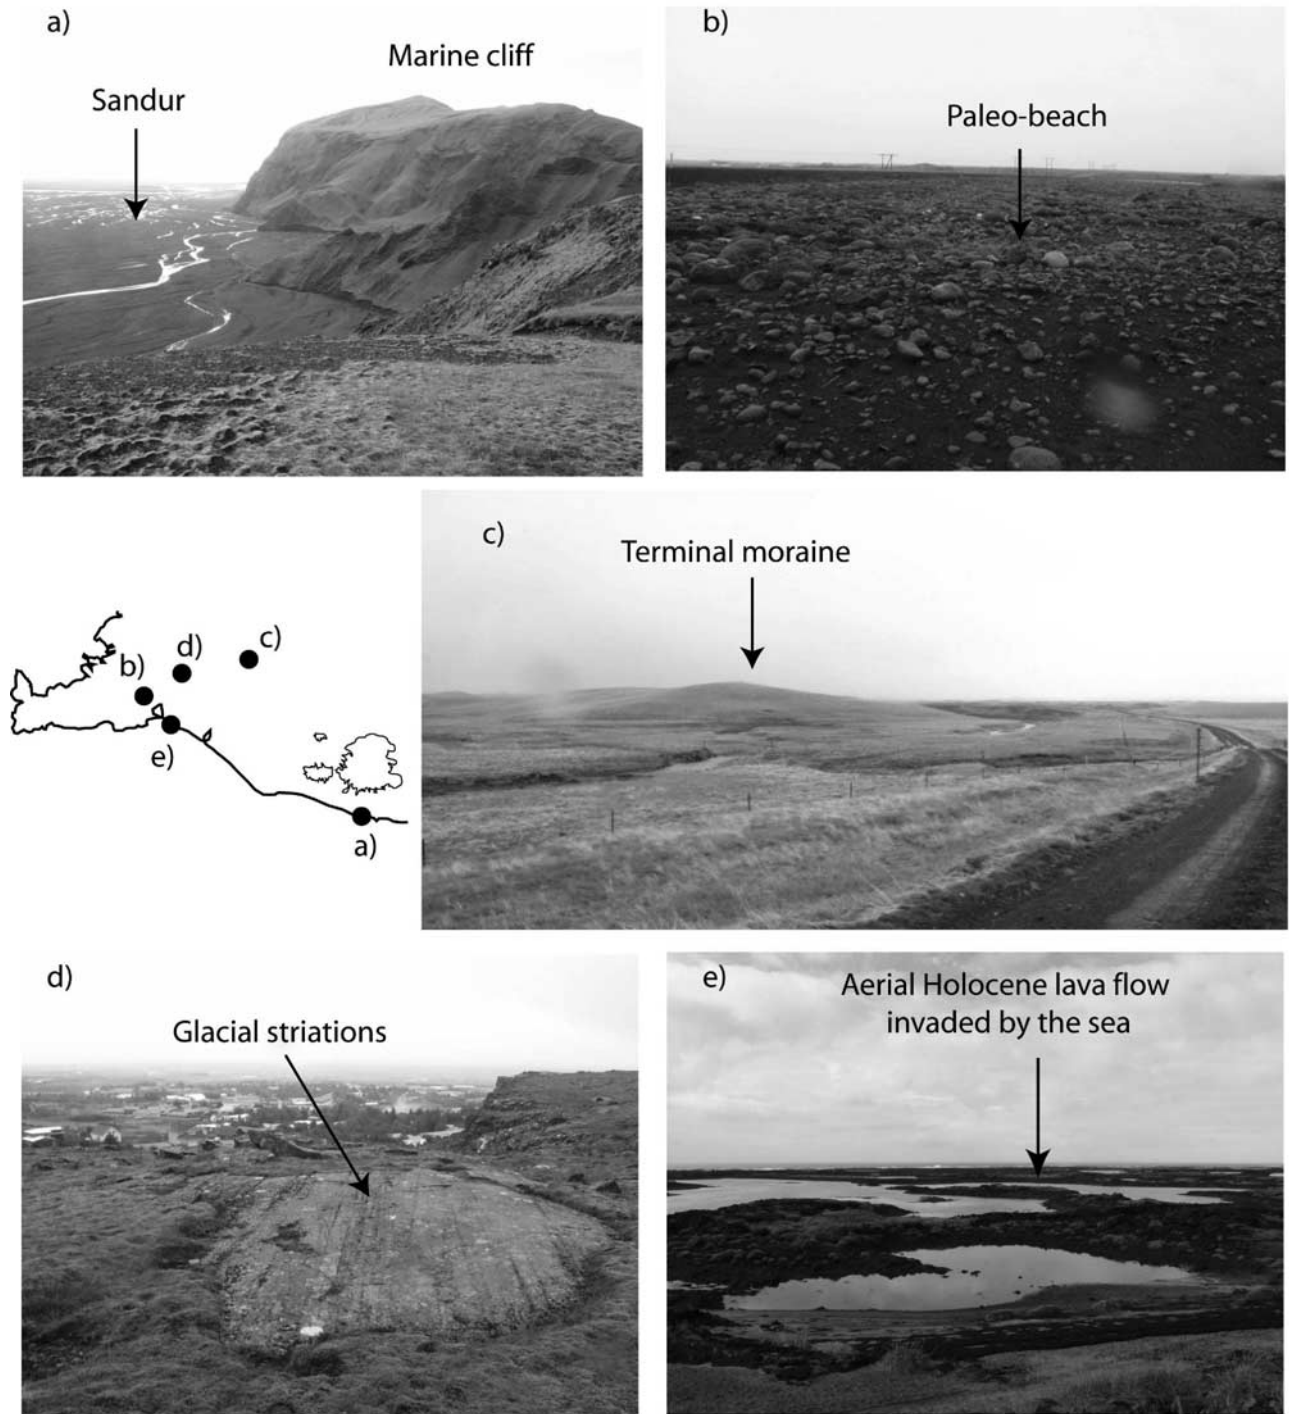 a)
Marine cliff
Sandur
b)
Paleo-beach
c)
Terminal moraine
c)
d)
b)
e)
a)
d)
Glacial striations
e)
Aerial Holocene lava flow
invaded by the sea